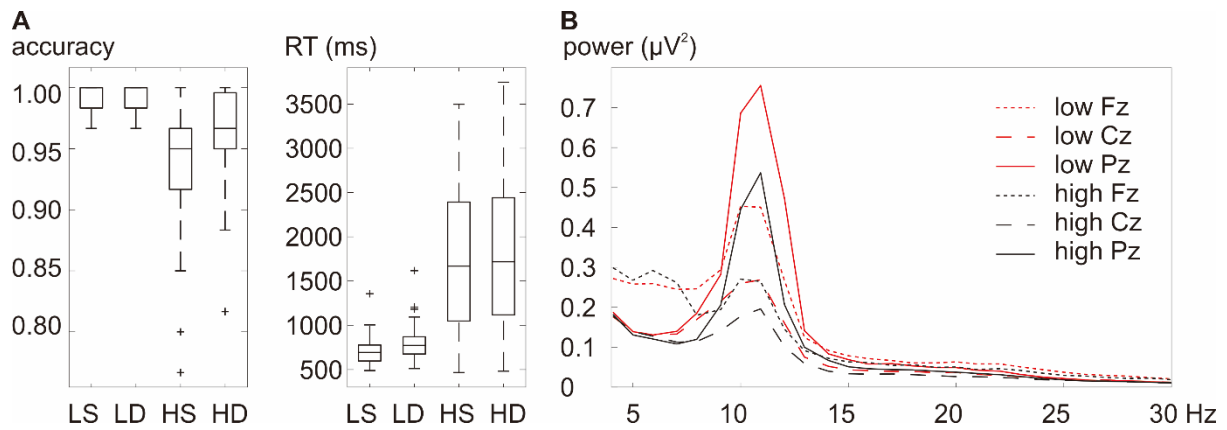 A
accuracy
1.00
0.95
0.90
0.85
0.80
LS LD HS HD
RT (ms)
3500
3000
2500
2000
1500
1000
500
LS LD HS HD
B
power (µV²)
0.7
0.6
0.5
0.4
0.3
0.2
0.1
0
5 10 15 20 25 30 Hz
low Fz
low Cz
low Pz
high Fz
high Cz
high Pz